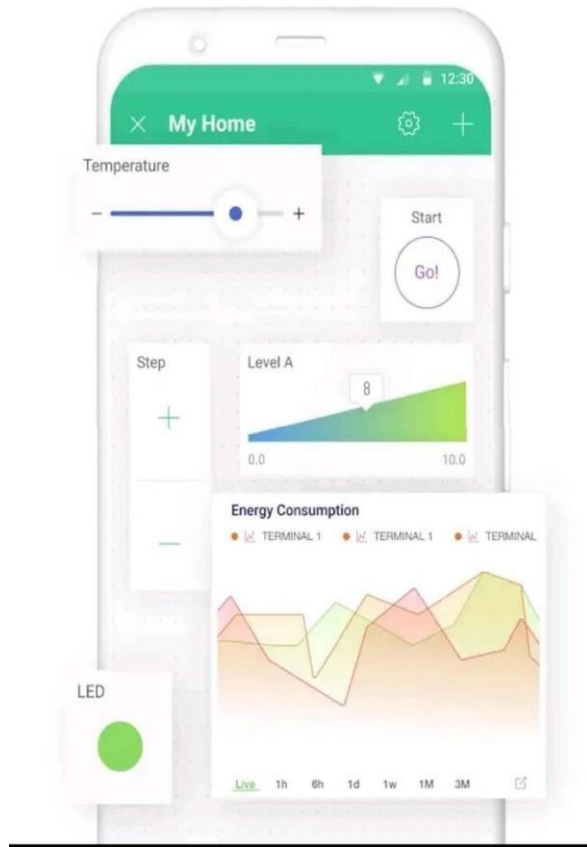 12:30
My Home
Temperature
- +
Start
Go!
Step
+
Level A
8
0.0 10.0
Energy Consumption
TERMINAL 1 TERMINAL 1 TERMINAL
LED
Live 1h 6h 1d 1w 1M 3M